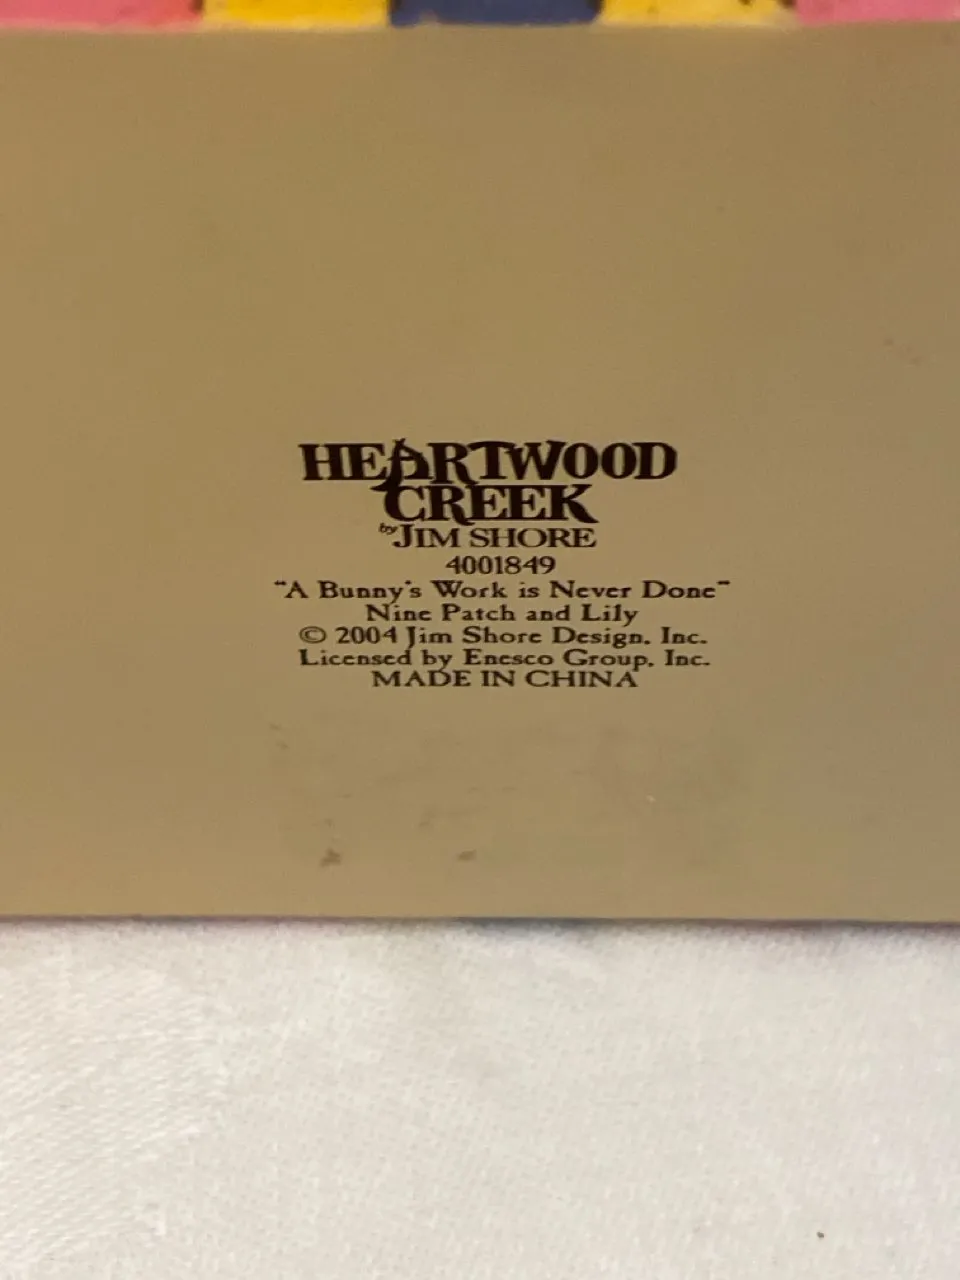 HEARTWOOD
CREEK
by JIM SHORE
4001849
"A Bunny's Work is Never Done"
Nine Patch and Lily
© 2004 Jim Shore Design, Inc.
Licensed by Enesco Group, Inc.
MADE IN CHINA